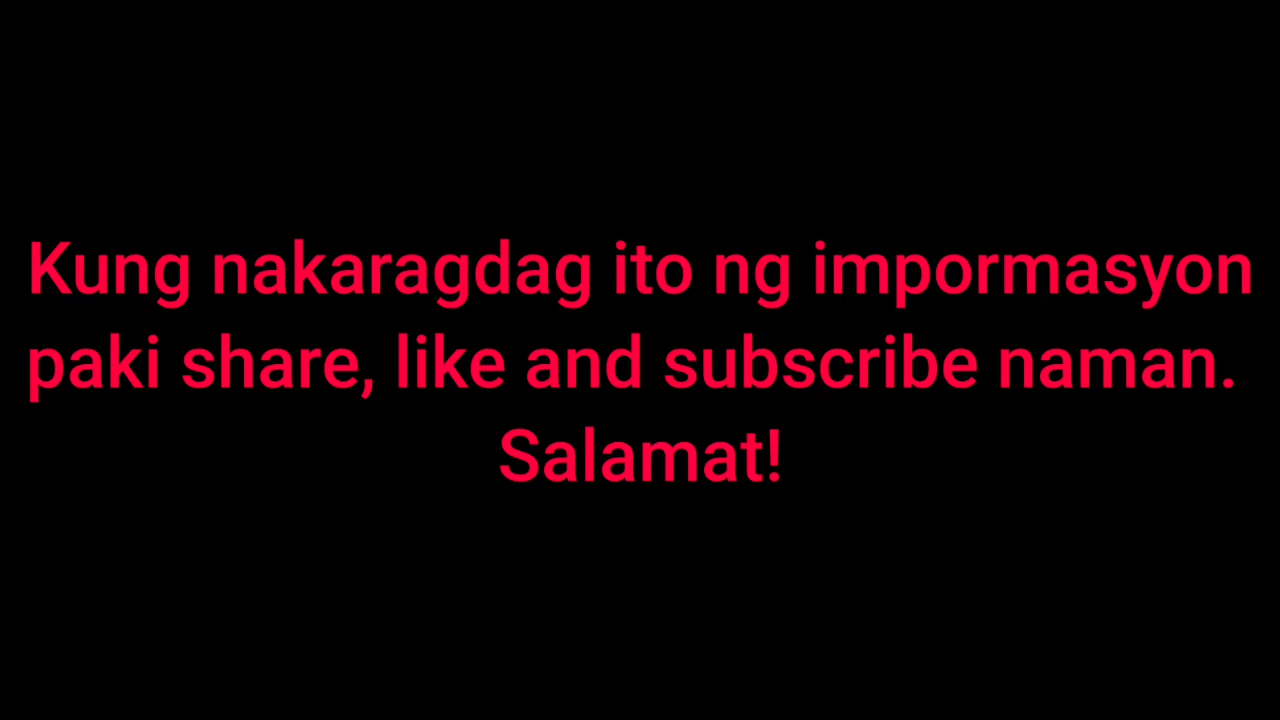 Kung nakaragdag ito ng impormasyon
paki share, like and subscribe naman.
Salamat!